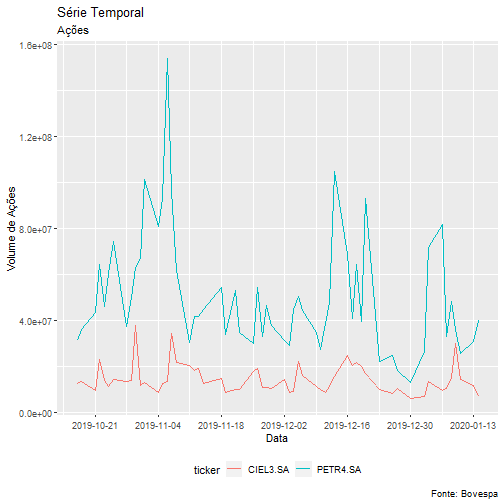 Série Temporal
Ações
1.6e+08
1.2e+08
8.0e+07
4.0e+07
0.0e+00
Volume de Ações
2019-10-21 2019-11-04 2019-11-18 2019-12-02 2019-12-16 2019-12-30 2020-01-13
Data
ticker CIEL3.SA PETR4.SA
Fonte: Bovespa